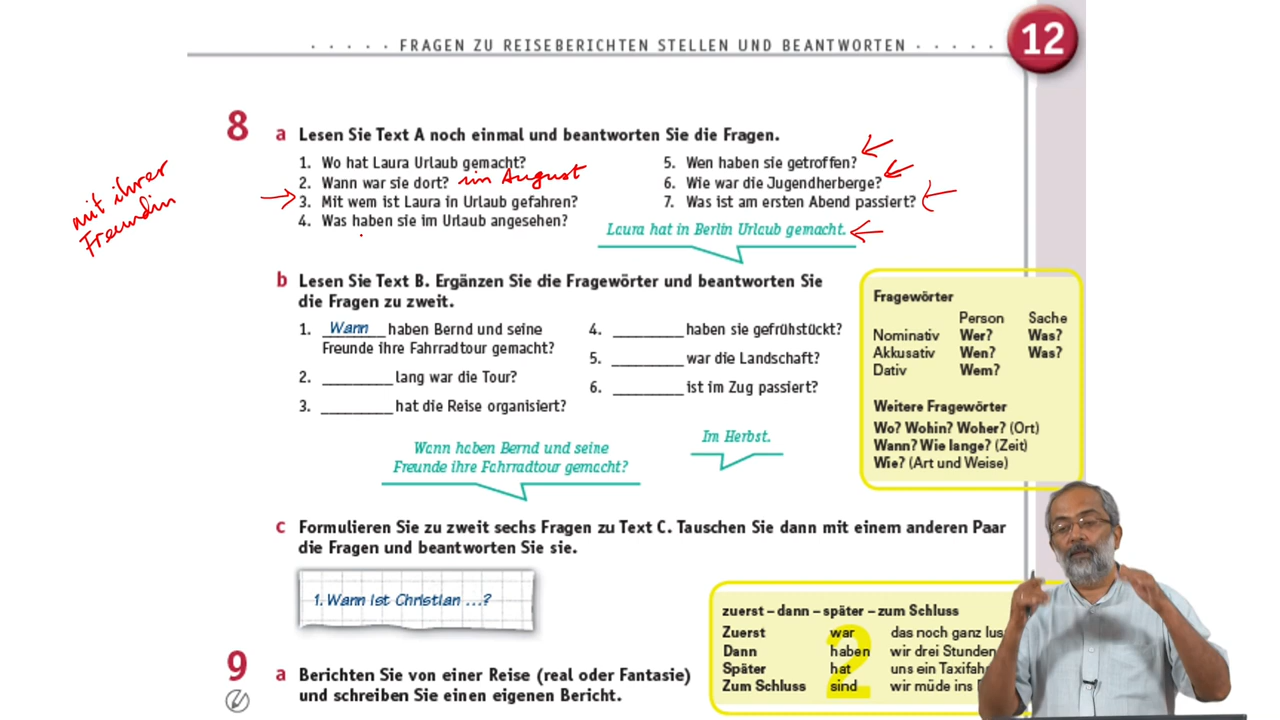 · · · · · FRAGEN ZU REISEBERICHTEN STELLEN UND BEANTWORTEN · · · · ·
12
8 a Lesen Sie Text A noch einmal und beantworten Sie die Fragen.
1. Wo hat Laura Urlaub gemacht?
2. Wann war sie dort? im August
3. Mit wem ist Laura in Urlaub gefahren?
4. Was haben sie im Urlaub angesehen?
mit ihrer
Freundin
5. Wen haben sie getroffen?
6. Wie war die Jugendherberge?
7. Was ist am ersten Abend passiert?
Laura hat in Berlin Urlaub gemacht.
b Lesen Sie Text B. Ergänzen Sie die Fragewörter und beantworten Sie
die Fragen zu zweit.
1. Wann haben Bernd und seine
Freunde ihre Fahrradtour gemacht?
2. ________ lang war die Tour?
3. ________ hat die Reise organisiert?
4. ________ haben sie gefrühstückt?
5. ________ war die Landschaft?
6. ________ ist im Zug passiert?
Wann haben Bernd und seine
Freunde ihre Fahrradtour gemacht?
Im Herbst.
Fragewörter
Person Sache
Nominativ Wer? Was?
Akkusativ Wen? Was?
Dativ Wem?
Weitere Fragewörter
Wo? Wohin? Woher? (Ort)
Wann? Wie lange? (Zeit)
Wie? (Art und Weise)
c Formulieren Sie zu zweit sechs Fragen zu Text C. Tauschen Sie dann mit einem anderen Paar
die Fragen und beantworten Sie sie.
1. Wann ist Christian ...?
9 a Berichten Sie von einer Reise (real oder Fantasie)
und schreiben Sie einen eigenen Bericht.
zuerst – dann – später – zum Schluss
2
Zuerst war das noch ganz lus
Dann haben wir drei Stunden
Später hat uns ein Taxifah
Zum Schluss sind wir müde ins